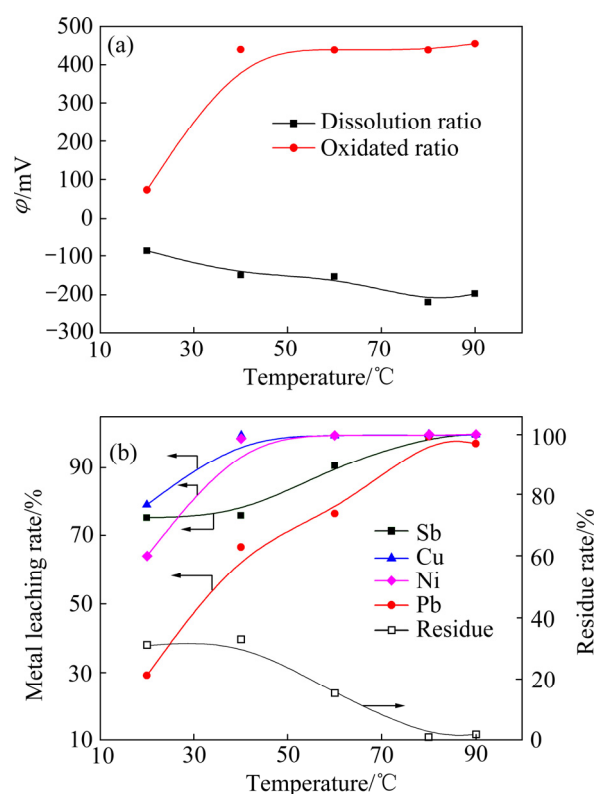 (a)
500
400
300
200
100
0
−100
−200
−300
φ/mV
Dissolution ratio
Oxidated ratio
10 30 50 70 90
Temperature/℃
(b)
90
70
50
30
10
Metal leaching rate/%
100
80
60
40
20
0
Residue rate/%
Sb
Cu
Ni
Pb
Residue
10 30 50 70 90
Temperature/℃